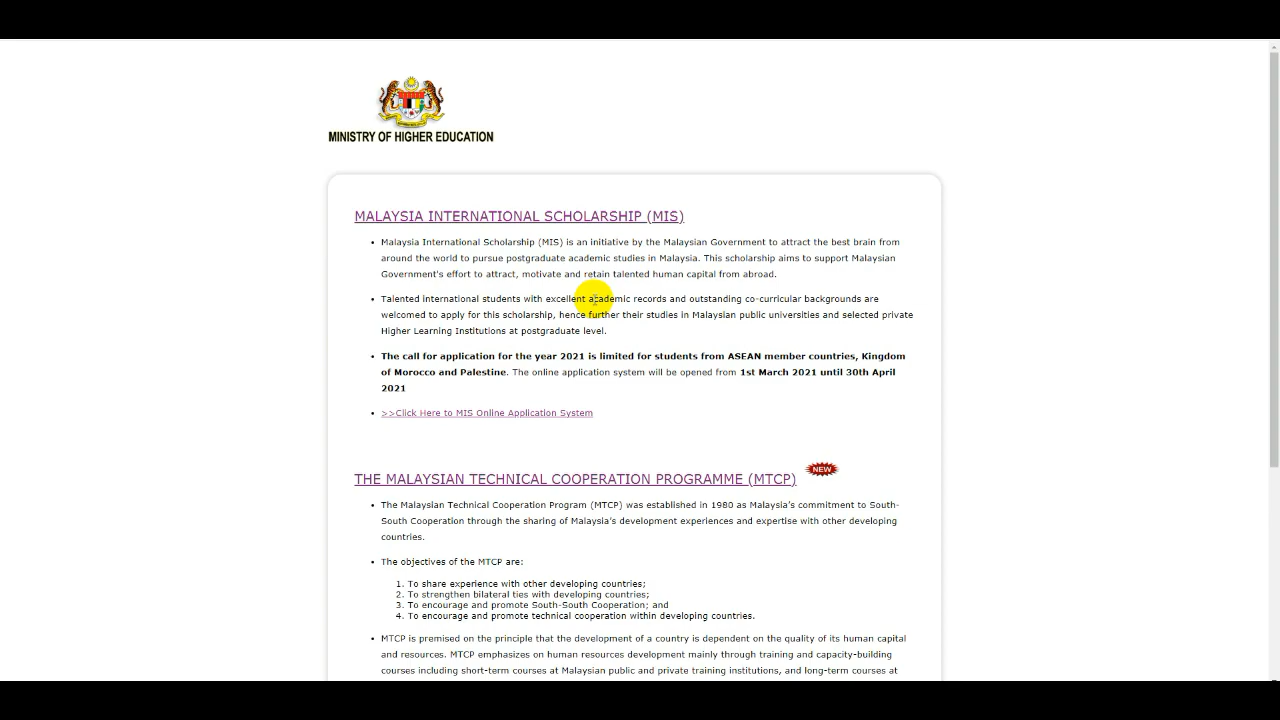 MINISTRY OF HIGHER EDUCATION
MALAYSIA INTERNATIONAL SCHOLARSHIP (MIS)
• Malaysia International Scholarship (MIS) is an initiative by the Malaysian Government to attract the best brain from
around the world to pursue postgraduate academic studies in Malaysia. This scholarship aims to support Malaysian
Government's effort to attract, motivate and retain talented human capital from abroad.
• Talented international students with excellent academic records and outstanding co-curricular backgrounds are
welcomed to apply for this scholarship, hence further their studies in Malaysian public universities and selected private
Higher Learning Institutions at postgraduate level.
• The call for application for the year 2021 is limited for students from ASEAN member countries, Kingdom
of Morocco and Palestine. The online application system will be opened from 1st March 2021 until 30th April
2021
• >>Click Here to MIS Online Application System
THE MALAYSIAN TECHNICAL COOPERATION PROGRAMME (MTCP) NEW
• The Malaysian Technical Cooperation Program (MTCP) was established in 1980 as Malaysia's commitment to South-
South Cooperation through the sharing of Malaysia's development experiences and expertise with other developing
countries.
• The objectives of the MTCP are:
1. To share experience with other developing countries;
2. To strengthen bilateral ties with developing countries;
3. To encourage and promote South-South Cooperation; and
4. To encourage and promote technical cooperation within developing countries.
• MTCP is premised on the principle that the development of a country is dependent on the quality of its human capital
and resources. MTCP emphasizes on human resources development mainly through training and capacity-building
courses including short-term courses at Malaysian public and private training institutions, and long-term courses at